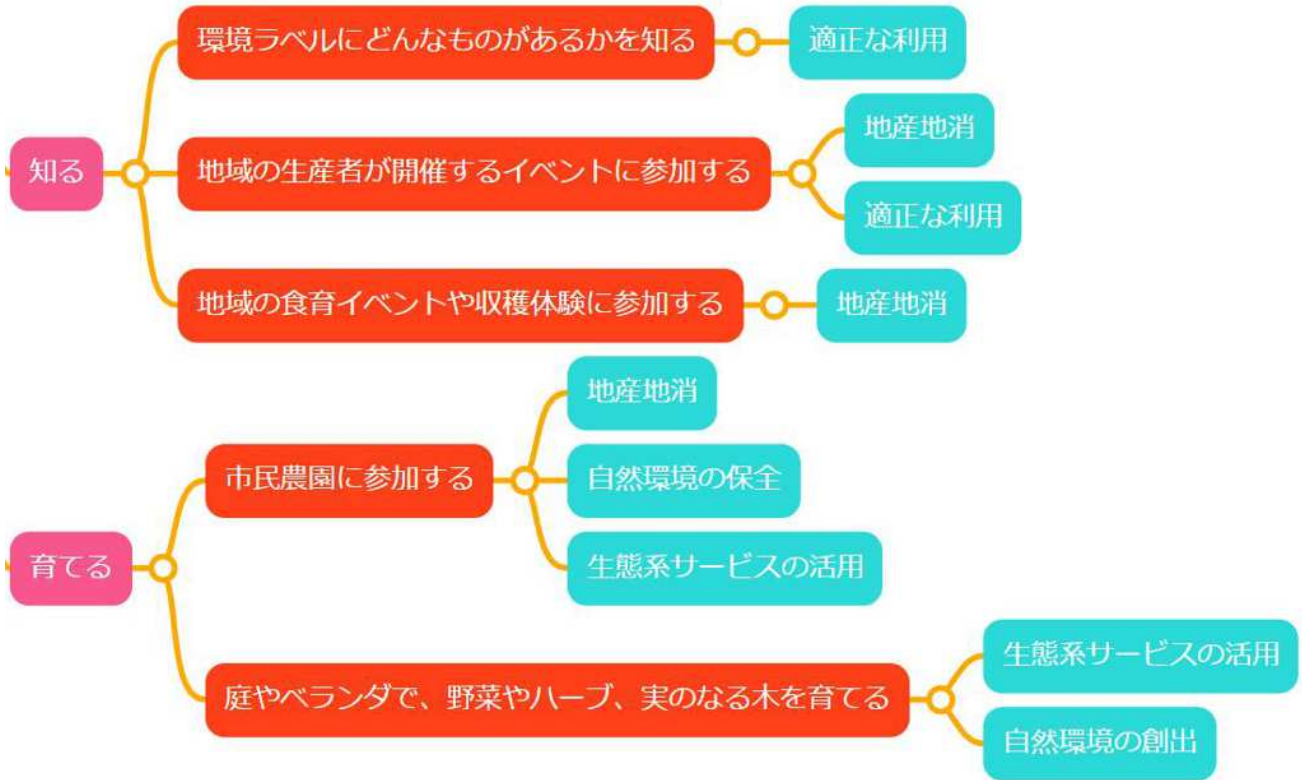 環境ラベルにどんなものがあるかを知る
適正な利用
知る
地域の生産者が開催するイベントに参加する
地産地消
適正な利用
地域の食育イベントや収穫体験に参加する
地産地消
育てる
市民農園に参加する
地産地消
自然環境の保全
生態系サービスの活用
庭やベランダで、野菜やハーブ、実のなる木を育てる
生態系サービスの活用
自然環境の創出